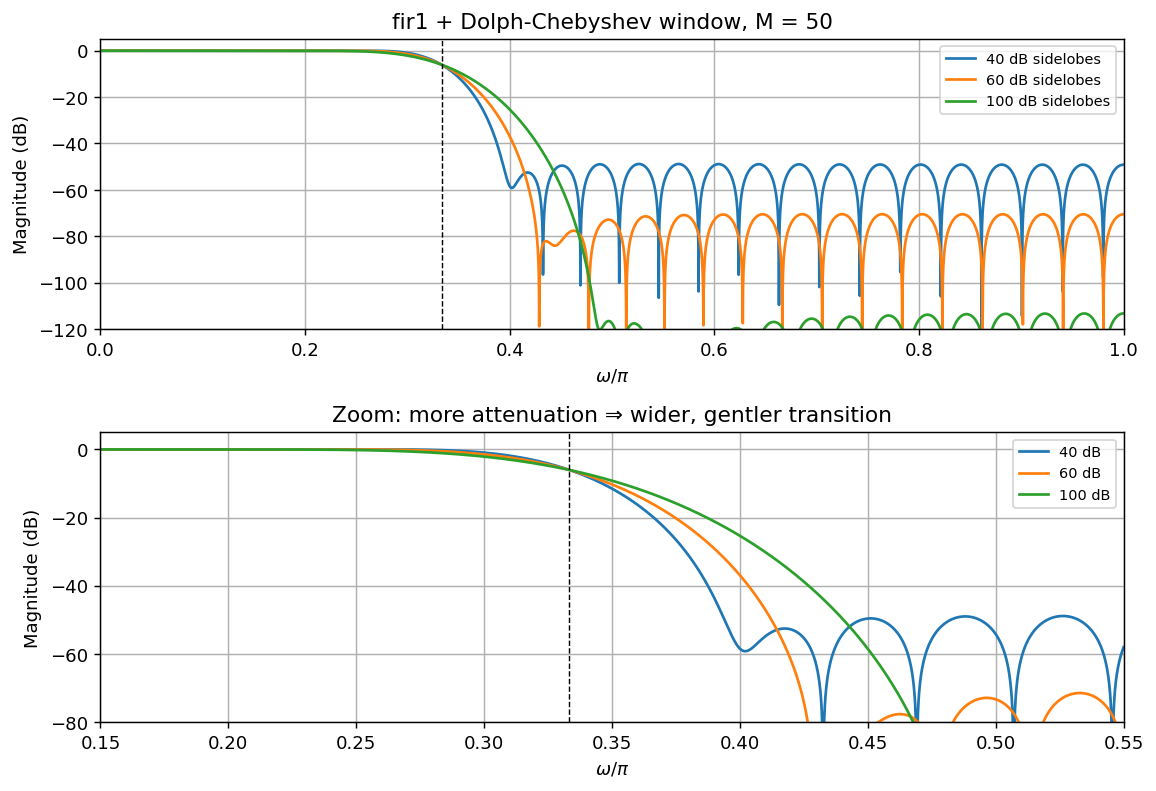 fir1 + Dolph-Chebyshev window, M = 50
0
−20
−40
−60
−80
−100
−120
Magnitude (dB)
40 dB sidelobes
60 dB sidelobes
100 dB sidelobes
0.0 0.2 0.4 0.6 0.8 1.0
ω/π
Zoom: more attenuation ⇒ wider, gentler transition
0
−20
−40
−60
−80
Magnitude (dB)
40 dB
60 dB
100 dB
0.15 0.20 0.25 0.30 0.35 0.40 0.45 0.50 0.55
ω/π